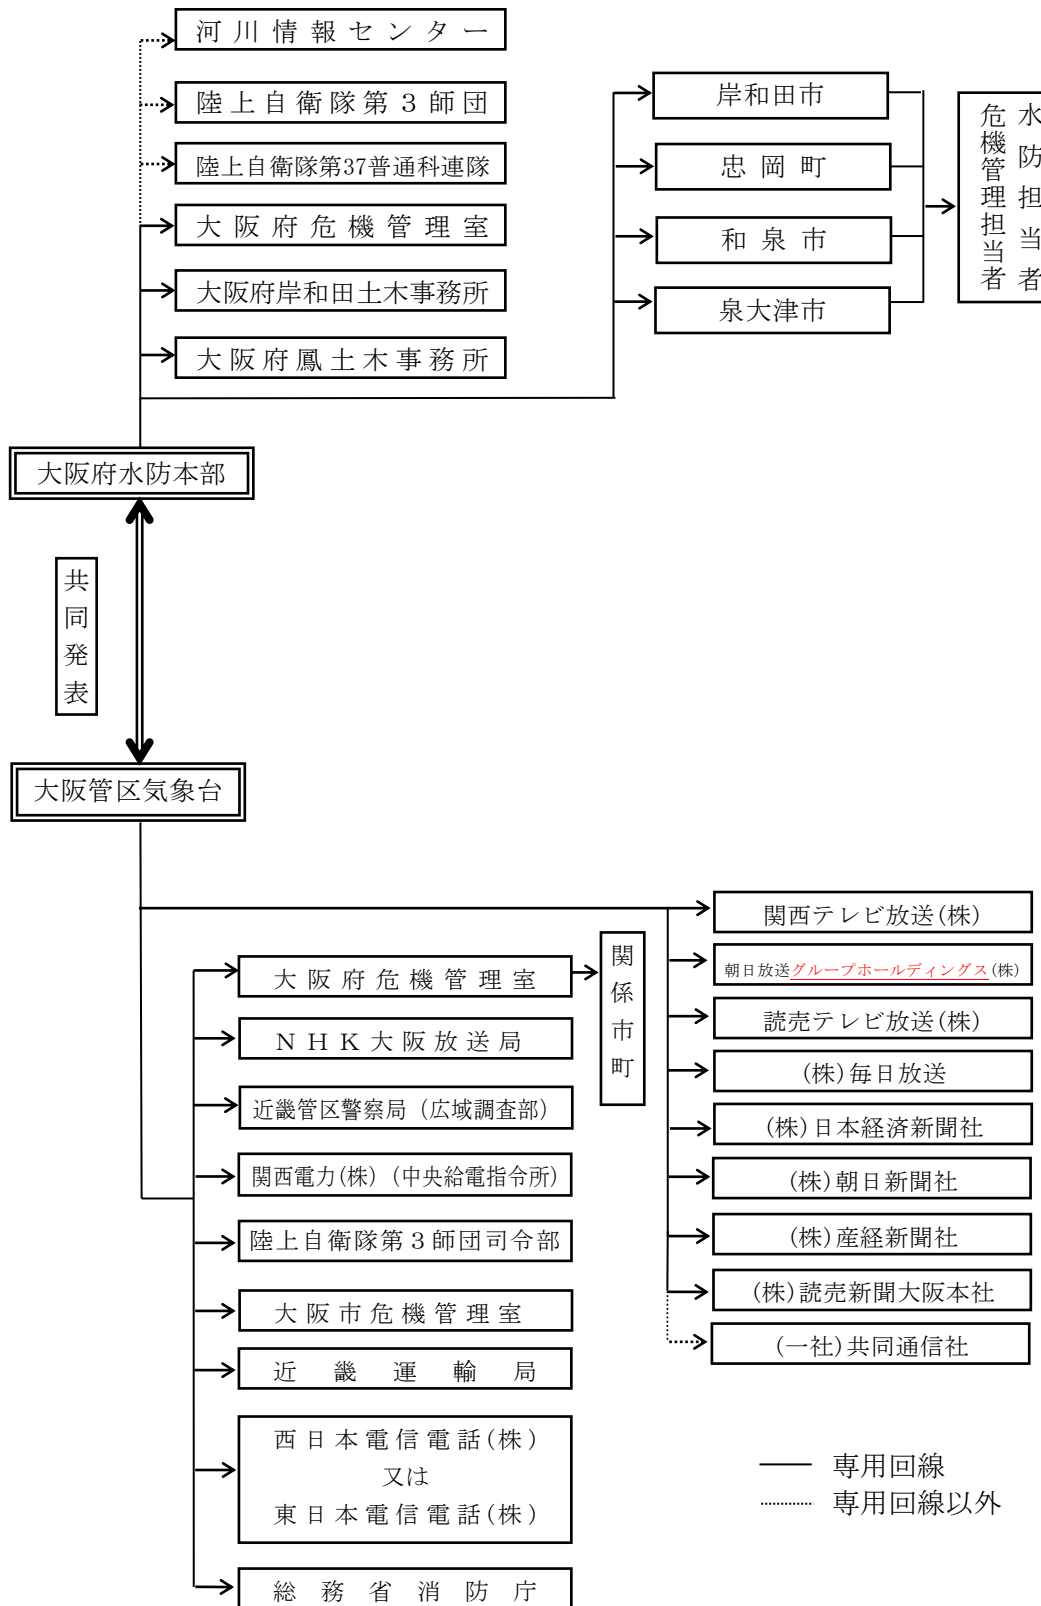 河川情報センター
陸上自衛隊第３師団
陸上自衛隊第37普通科連隊
大阪府危機管理室
大阪府岸和田土木事務所
大阪府鳳土木事務所
岸和田市
忠岡町
和泉市
泉大津市
水防担当者
危機管理担当者
大阪府水防本部
共同発表
大阪管区気象台
関西テレビ放送(株)
朝日放送グループホールディングス(株)
読売テレビ放送(株)
(株)毎日放送
(株)日本経済新聞社
(株)朝日新聞社
(株)産経新聞社
(株)読売新聞大阪本社
(一社)共同通信社
大阪府危機管理室
関係市町
ＮＨＫ大阪放送局
近畿管区警察局（広域調査部）
関西電力(株)（中央給電指令所）
陸上自衛隊第３師団司令部
大阪市危機管理室
近畿運輸局
西日本電信電話(株)
又は
東日本電信電話(株)
総務省消防庁
専用回線
専用回線以外